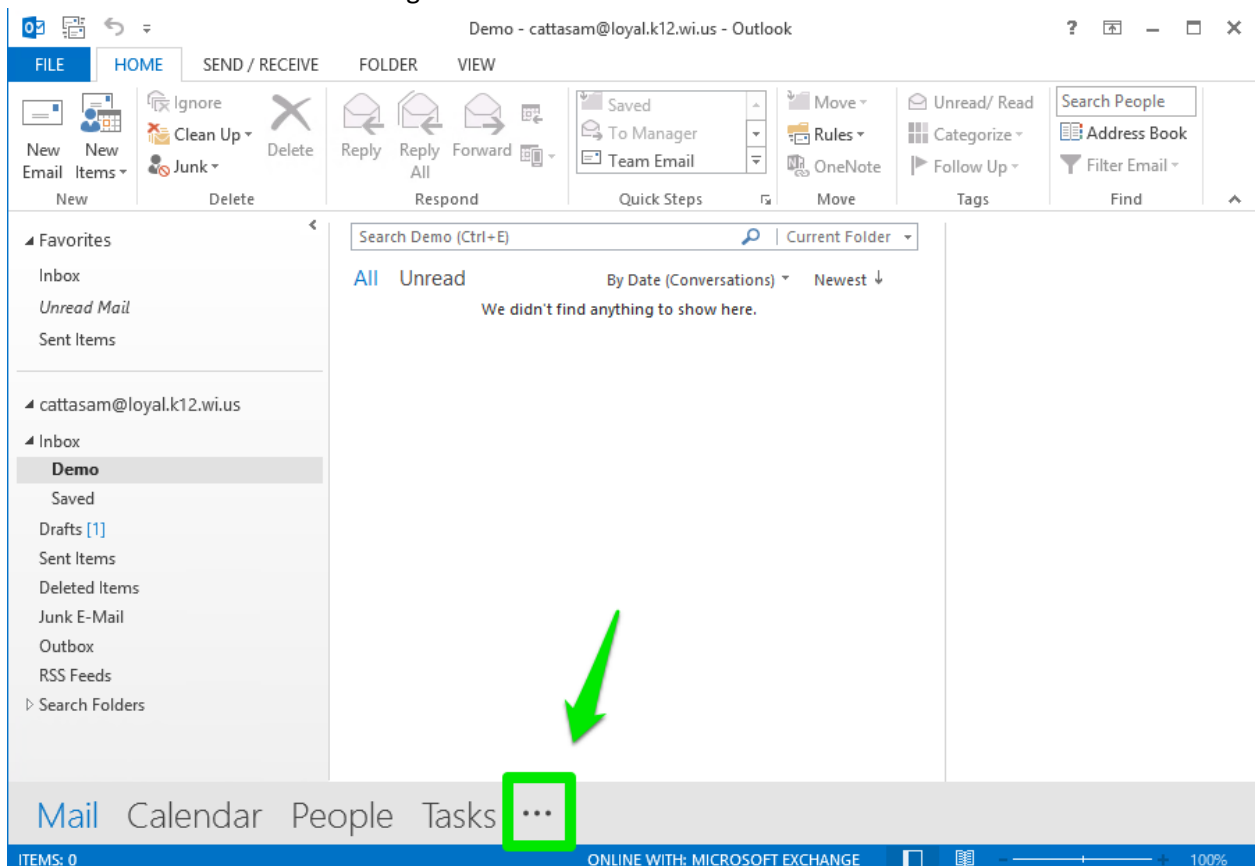 Demo - cattasam@loyal.k12.wi.us - Outlook
?
FILE HOME SEND / RECEIVE FOLDER VIEW
New Email
New Items
Ignore
Clean Up
Junk
Delete
Reply
Reply All
Forward
Saved
To Manager
Team Email
Move
Rules
OneNote
Unread/ Read
Categorize
Follow Up
Search People
Address Book
Filter Email
New Delete Respond Quick Steps Move Tags Find
Favorites
Inbox
Unread Mail
Sent Items
cattasam@loyal.k12.wi.us
Inbox
Demo
Saved
Drafts [1]
Sent Items
Deleted Items
Junk E-Mail
Outbox
RSS Feeds
Search Folders
Search Demo (Ctrl+E) Current Folder
All Unread By Date (Conversations) Newest
We didn't find anything to show here.
Mail Calendar People Tasks ···
ITEMS: 0 ONLINE WITH: MICROSOFT EXCHANGE 100%